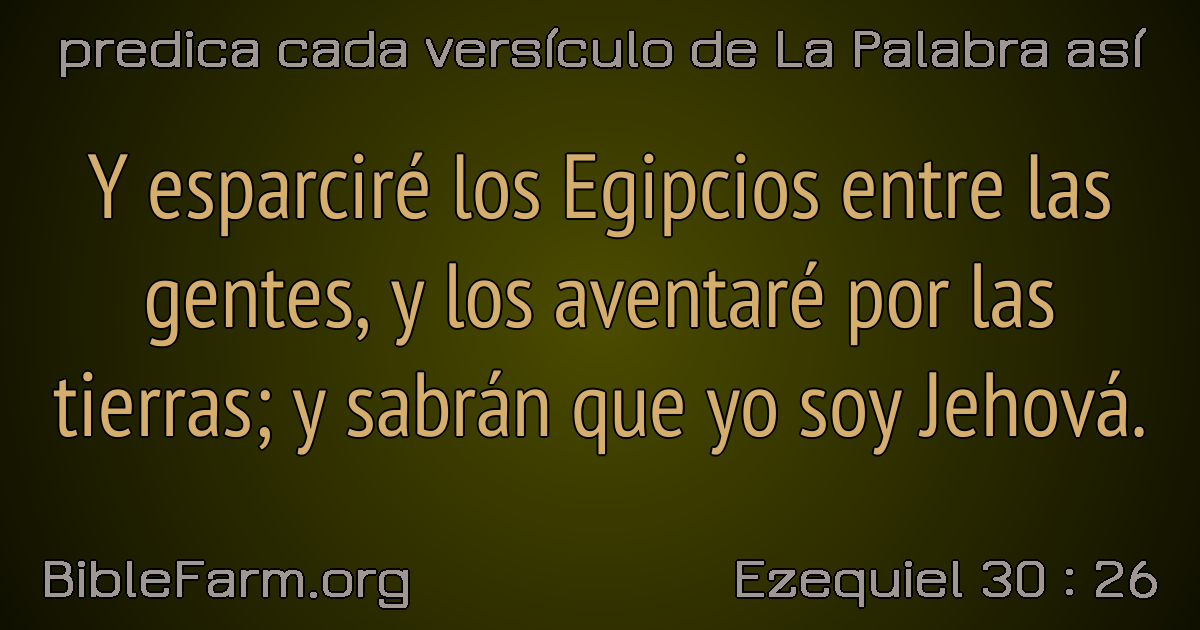 predica cada versículo de La Palabra así
Y esparciré los Egipcios entre las
gentes, y los aventaré por las
tierras; y sabrán que yo soy Jehová.
BibleFarm.org
Ezequiel 30 : 26